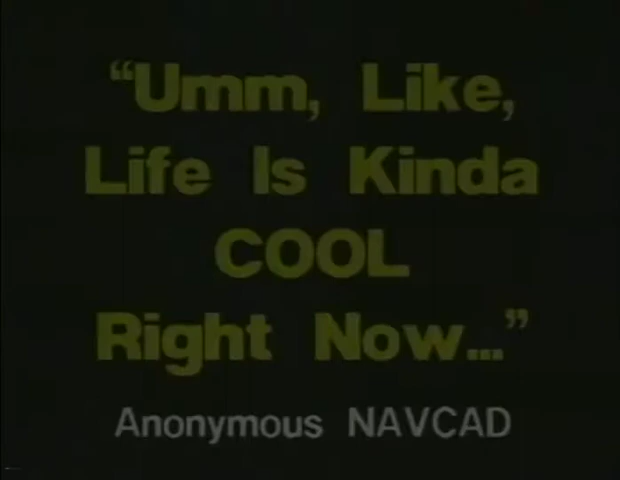 “Umm, Like,
Life Is Kinda
COOL
Right Now...”
Anonymous NAVCAD